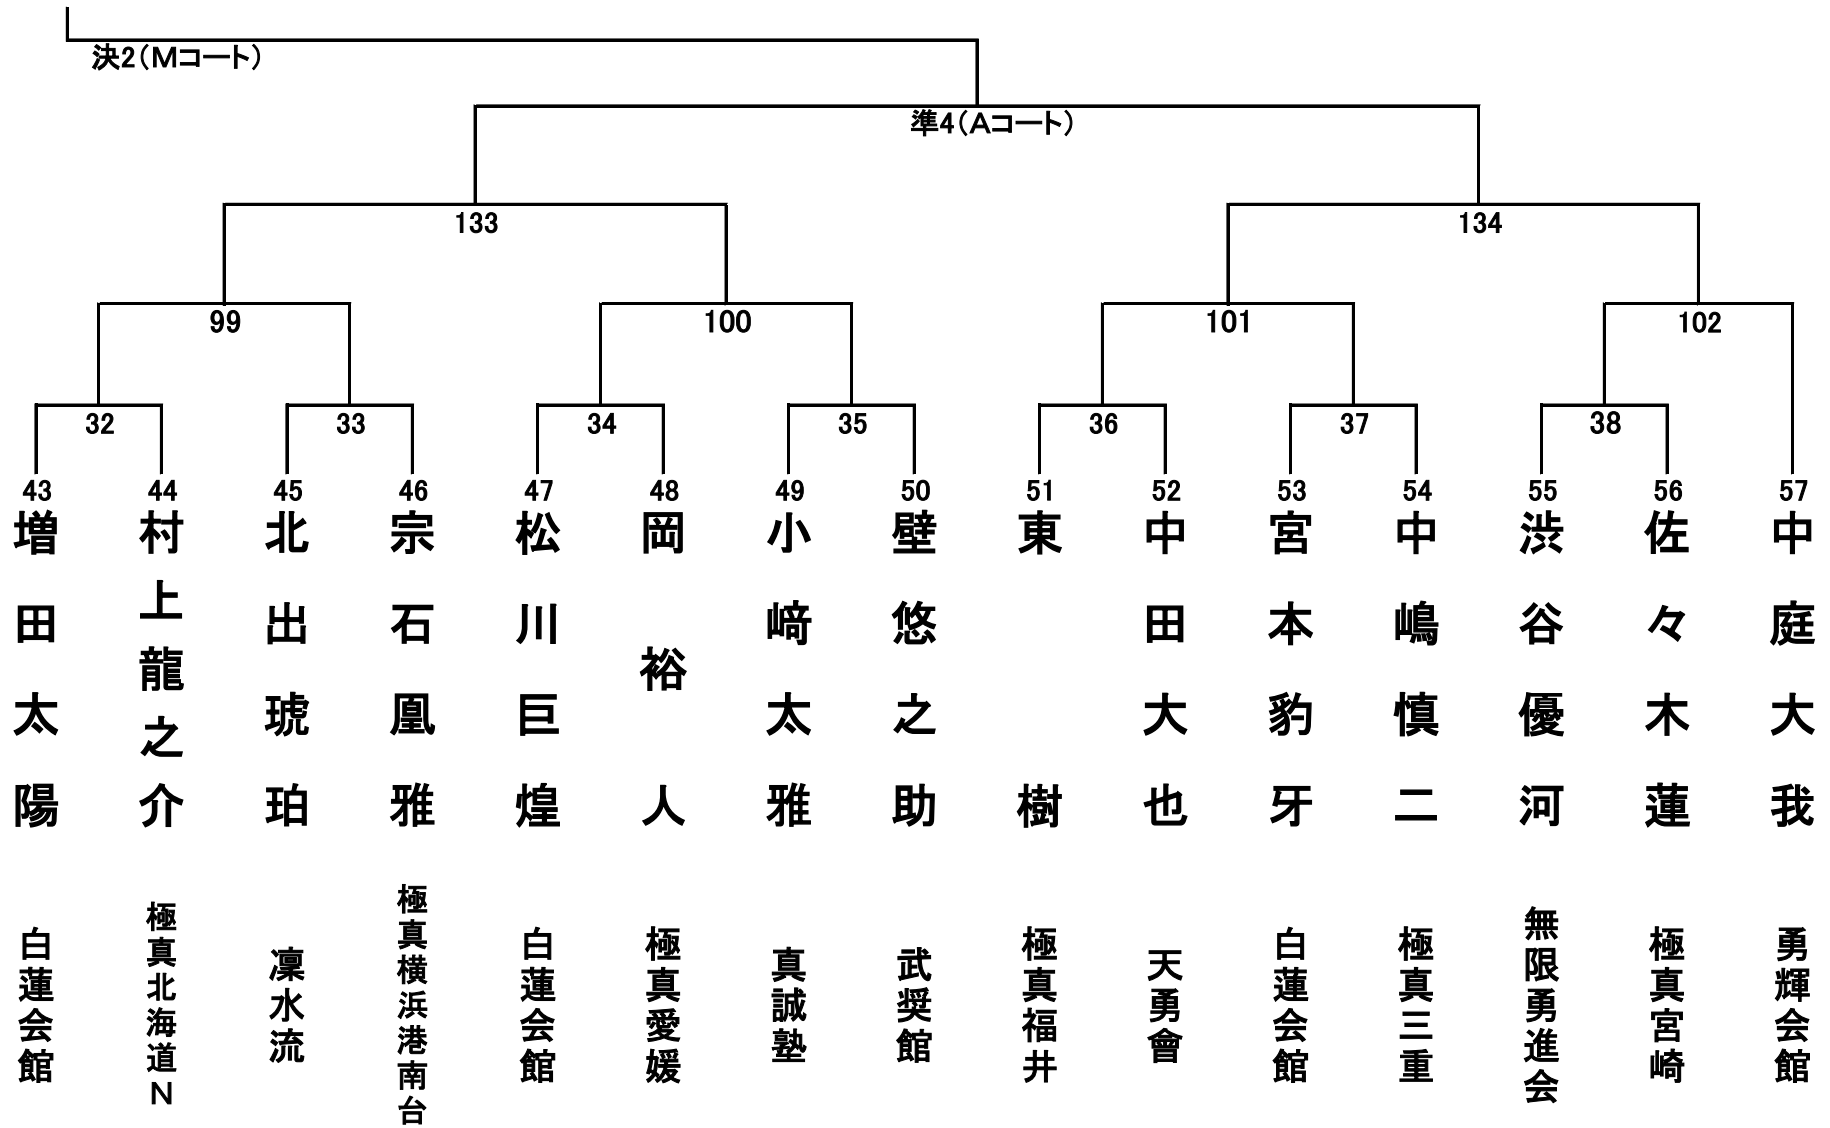 決2（Mコート）
準4（Aコート）
133
134
99
100
101
102
32
33
34
35
36
37
38
43
44
45
46
47
48
49
50
51
52
53
54
55
56
57
増田太陽
村上龍之介
北出琥珀
宗石凰雅
松川巨煌
岡裕人
小﨑太雅
壁悠之助
東樹
中田大也
宮本豹牙
中嶋慎二
渋谷優河
佐々木蓮
中庭大我
白蓮会館
極真北海道N
極真横浜港南台
凜水流
白蓮会館
極真愛媛
真誠塾
武奨館
極真福井
天勇會
白蓮会館
極真三重
無限勇進会
極真宮崎
勇輝会館